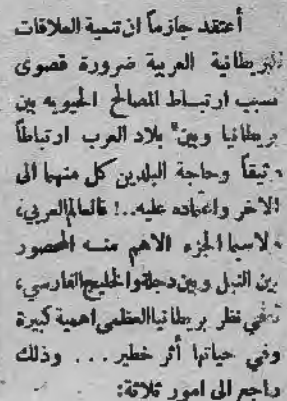 أعتقد جازماً ان تنمية العلاقات
البريطانية العربية ضرورة قصوى
بسبب ارتباط المصالح الحيوية بين
بريطانيا وبين بلاد العرب ارتباطاً
وثيقاً وحاجة البلدين كل منهما الى
الاخر واعتماده عليه..! فالعالم العربي،
ولاسيما الجزء الاهم منه المحصور
بين النيل وبين دجلة والخليج الفارسي،
في نظر بريطانيا العظمى اهمية كبيرة
وفي حياتها أثر خطير... وذلك
راجع الى امور ثلاثة: